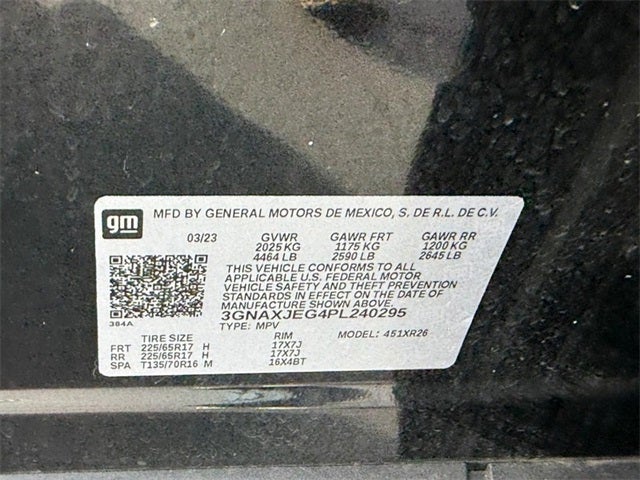 gm MFD BY GENERAL MOTORS DE MEXICO, S. DE R.L. DE C.V.
03/23 GVWR GAWR FRT GAWR RR
2025 KG 1175 KG 1200 KG
4464 LB 2590 LB 2645 LB
THIS VEHICLE CONFORMS TO ALL
APPLICABLE U.S. FEDERAL MOTOR
VEHICLE SAFETY AND THEFT PREVENTION
STANDARDS IN EFFECT ON THE DATE OF
MANUFACTURE SHOWN ABOVE.
3GNAXJEG4PL240295
384A TYPE: MPV
TIRE SIZE RIM MODEL: 451XR26
FRT 225/65R17 H 17X7J
RR 225/65R17 H 17X7J
SPA T135/70R16 M 16X4BT